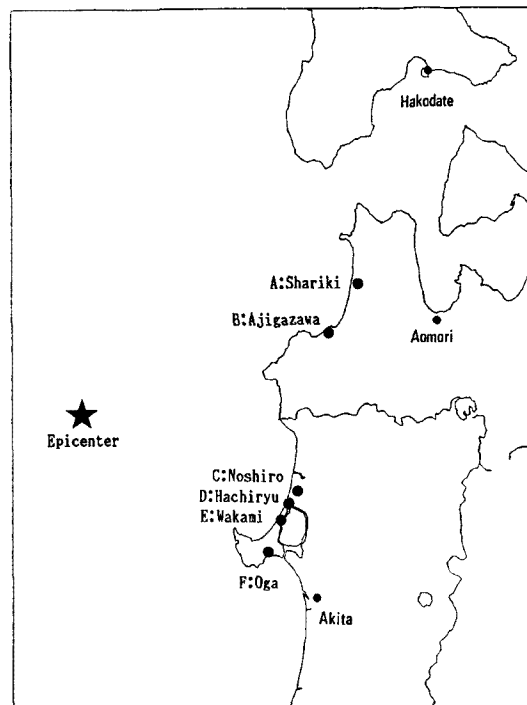 Hakodate
A:Shariki
B:Ajigazawa
Aomori
Epicenter
C:Noshiro
D:Hachiryu
E:Wakami
F:Oga
Akita